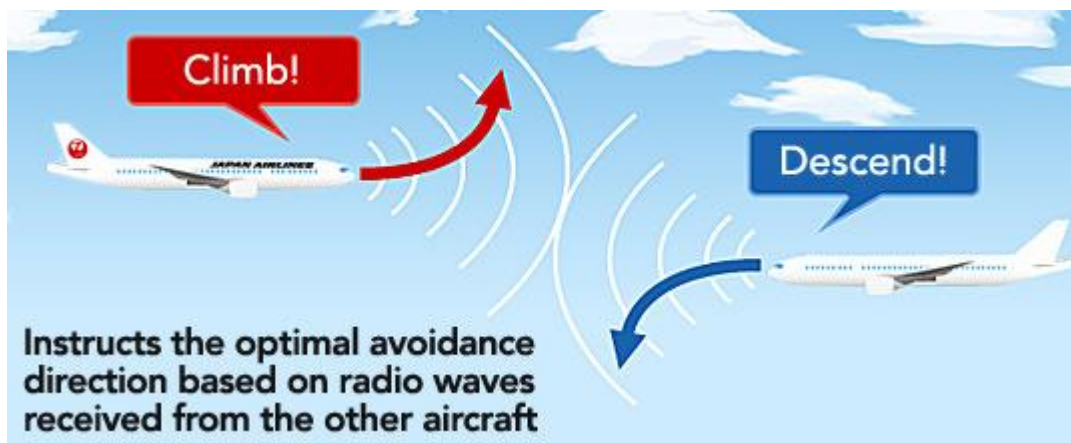 Climb!
JAPAN AIRLINES
Descend!
Instructs the optimal avoidance
direction based on radio waves
received from the other aircraft